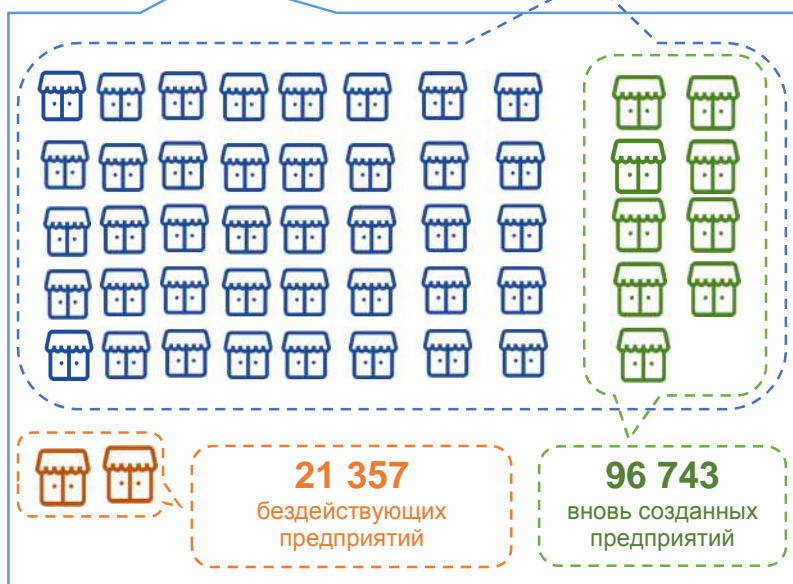 21 357
бездействующих
предприятий
96 743
вновь созданных
предприятий